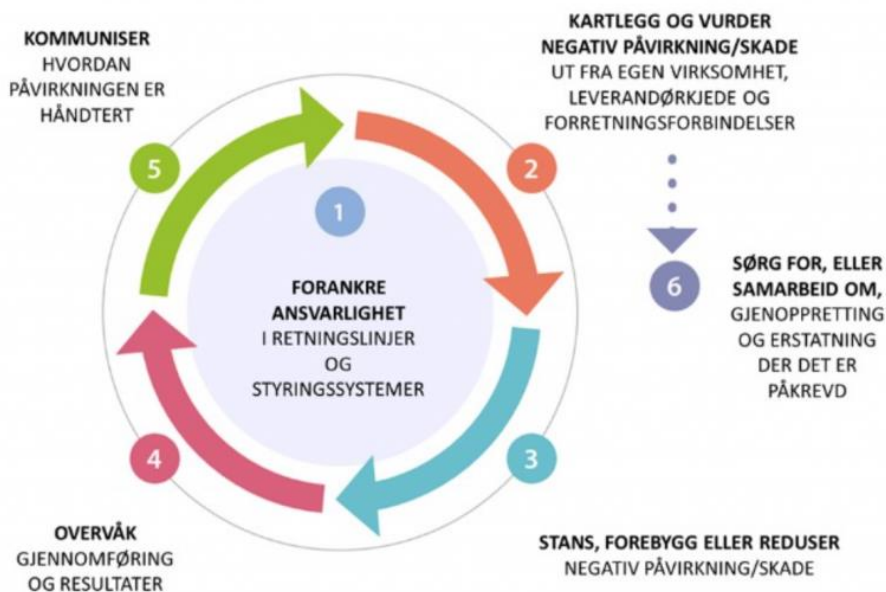 KOMMUNISER
HVORDAN
PÅVIRKNINGEN ER
HÅNDTERT
KARTLEGG OG VURDER
NEGATIV PÅVIRKNING/SKADE
UT FRA EGEN VIRKSOMHET,
LEVERANDØRKJEDE OG
FORRETNINGSFORBINDELSER
5
2
1
FORANKRE
ANSVARLIGHET
I RETNINGSLINJER
OG
STYRINGSSYSTEMER
6
SØRG FOR, ELLER
SAMARBEID OM,
GJENOPPRETTING
OG ERSTATNING
DER DET ER
PÅKREVD
4
3
OVERVÅK
GJENNOMFØRING
OG RESULTATER
STANS, FOREBYGG ELLER REDUSER
NEGATIV PÅVIRKNING/SKADE